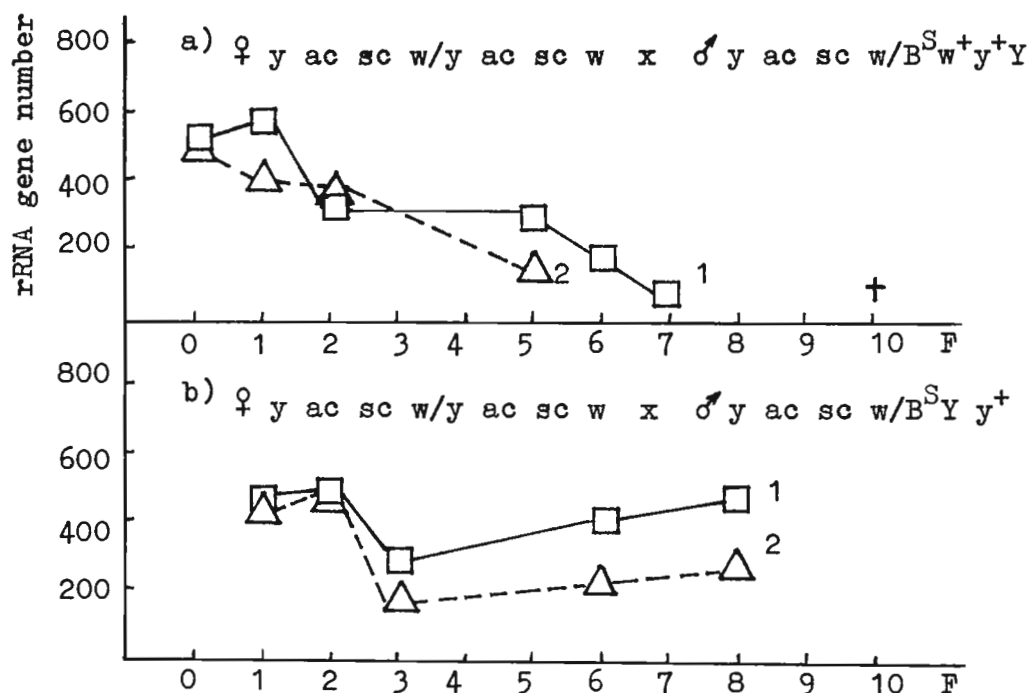 rRNA gene number
800
600
400
200
a) ♀ y ac sc w/y ac sc w x ♂ y ac sc w/B^S w^+ y^+ Y
2
1
†
0 1 2 3 4 5 6 7 8 9 10 F
800
600
400
200
b) ♀ y ac sc w/y ac sc w x ♂ y ac sc w/B^S Y y^+
1
2
0 1 2 3 4 5 6 7 8 9 10 F